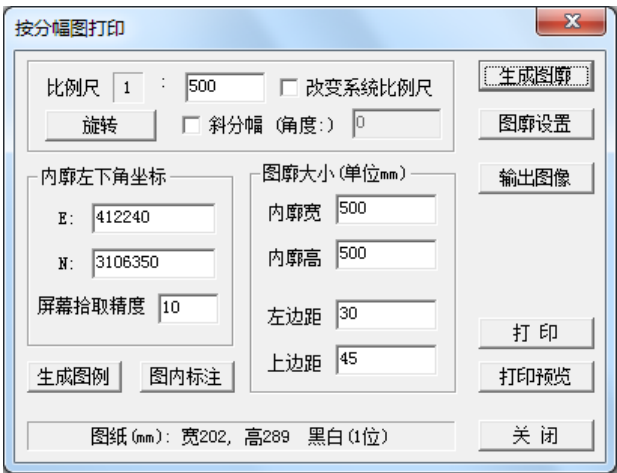 按分幅图打印
比例尺 1 : 500 改变系统比例尺
旋转 斜分幅 (角度:) 0
生成图廓
图廓设置
输出图像
内廓左下角坐标
E: 412240
N: 3106350
屏幕拾取精度 10
图廓大小(单位mm)
内廓宽 500
内廓高 500
左边距 30
上边距 45
生成图例 图内标注
打 印
打印预览
图纸(mm): 宽202, 高289 黑白(1位)
关 闭